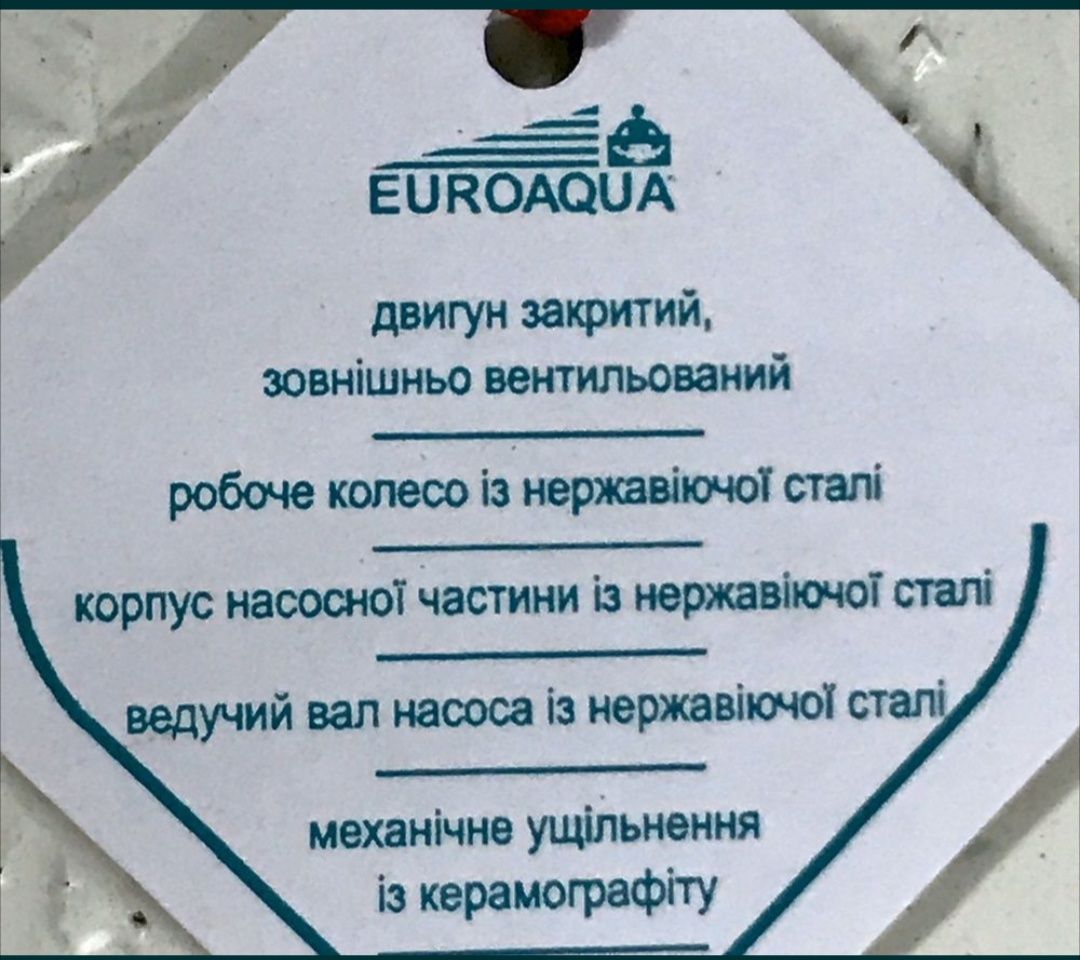 EUROAQUA
двигун закритий,
зовнішньо вентильований
робоче колесо із нержавіючої сталі
корпус насосної частини із нержавіючої сталі
ведучий вал насоса із нержавіючої сталі
механічне ущільнення
із керамографіту